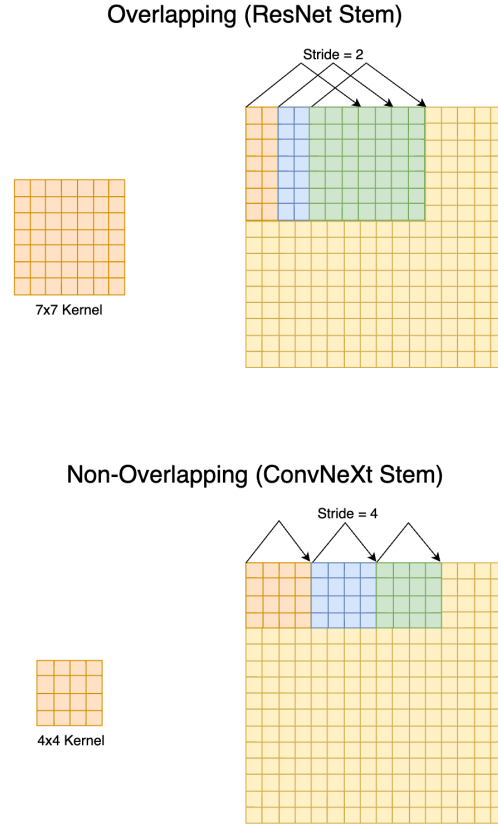 Overlapping (ResNet Stem)
Stride = 2
7x7 Kernel
Non-Overlapping (ConvNeXt Stem)
Stride = 4
4x4 Kernel